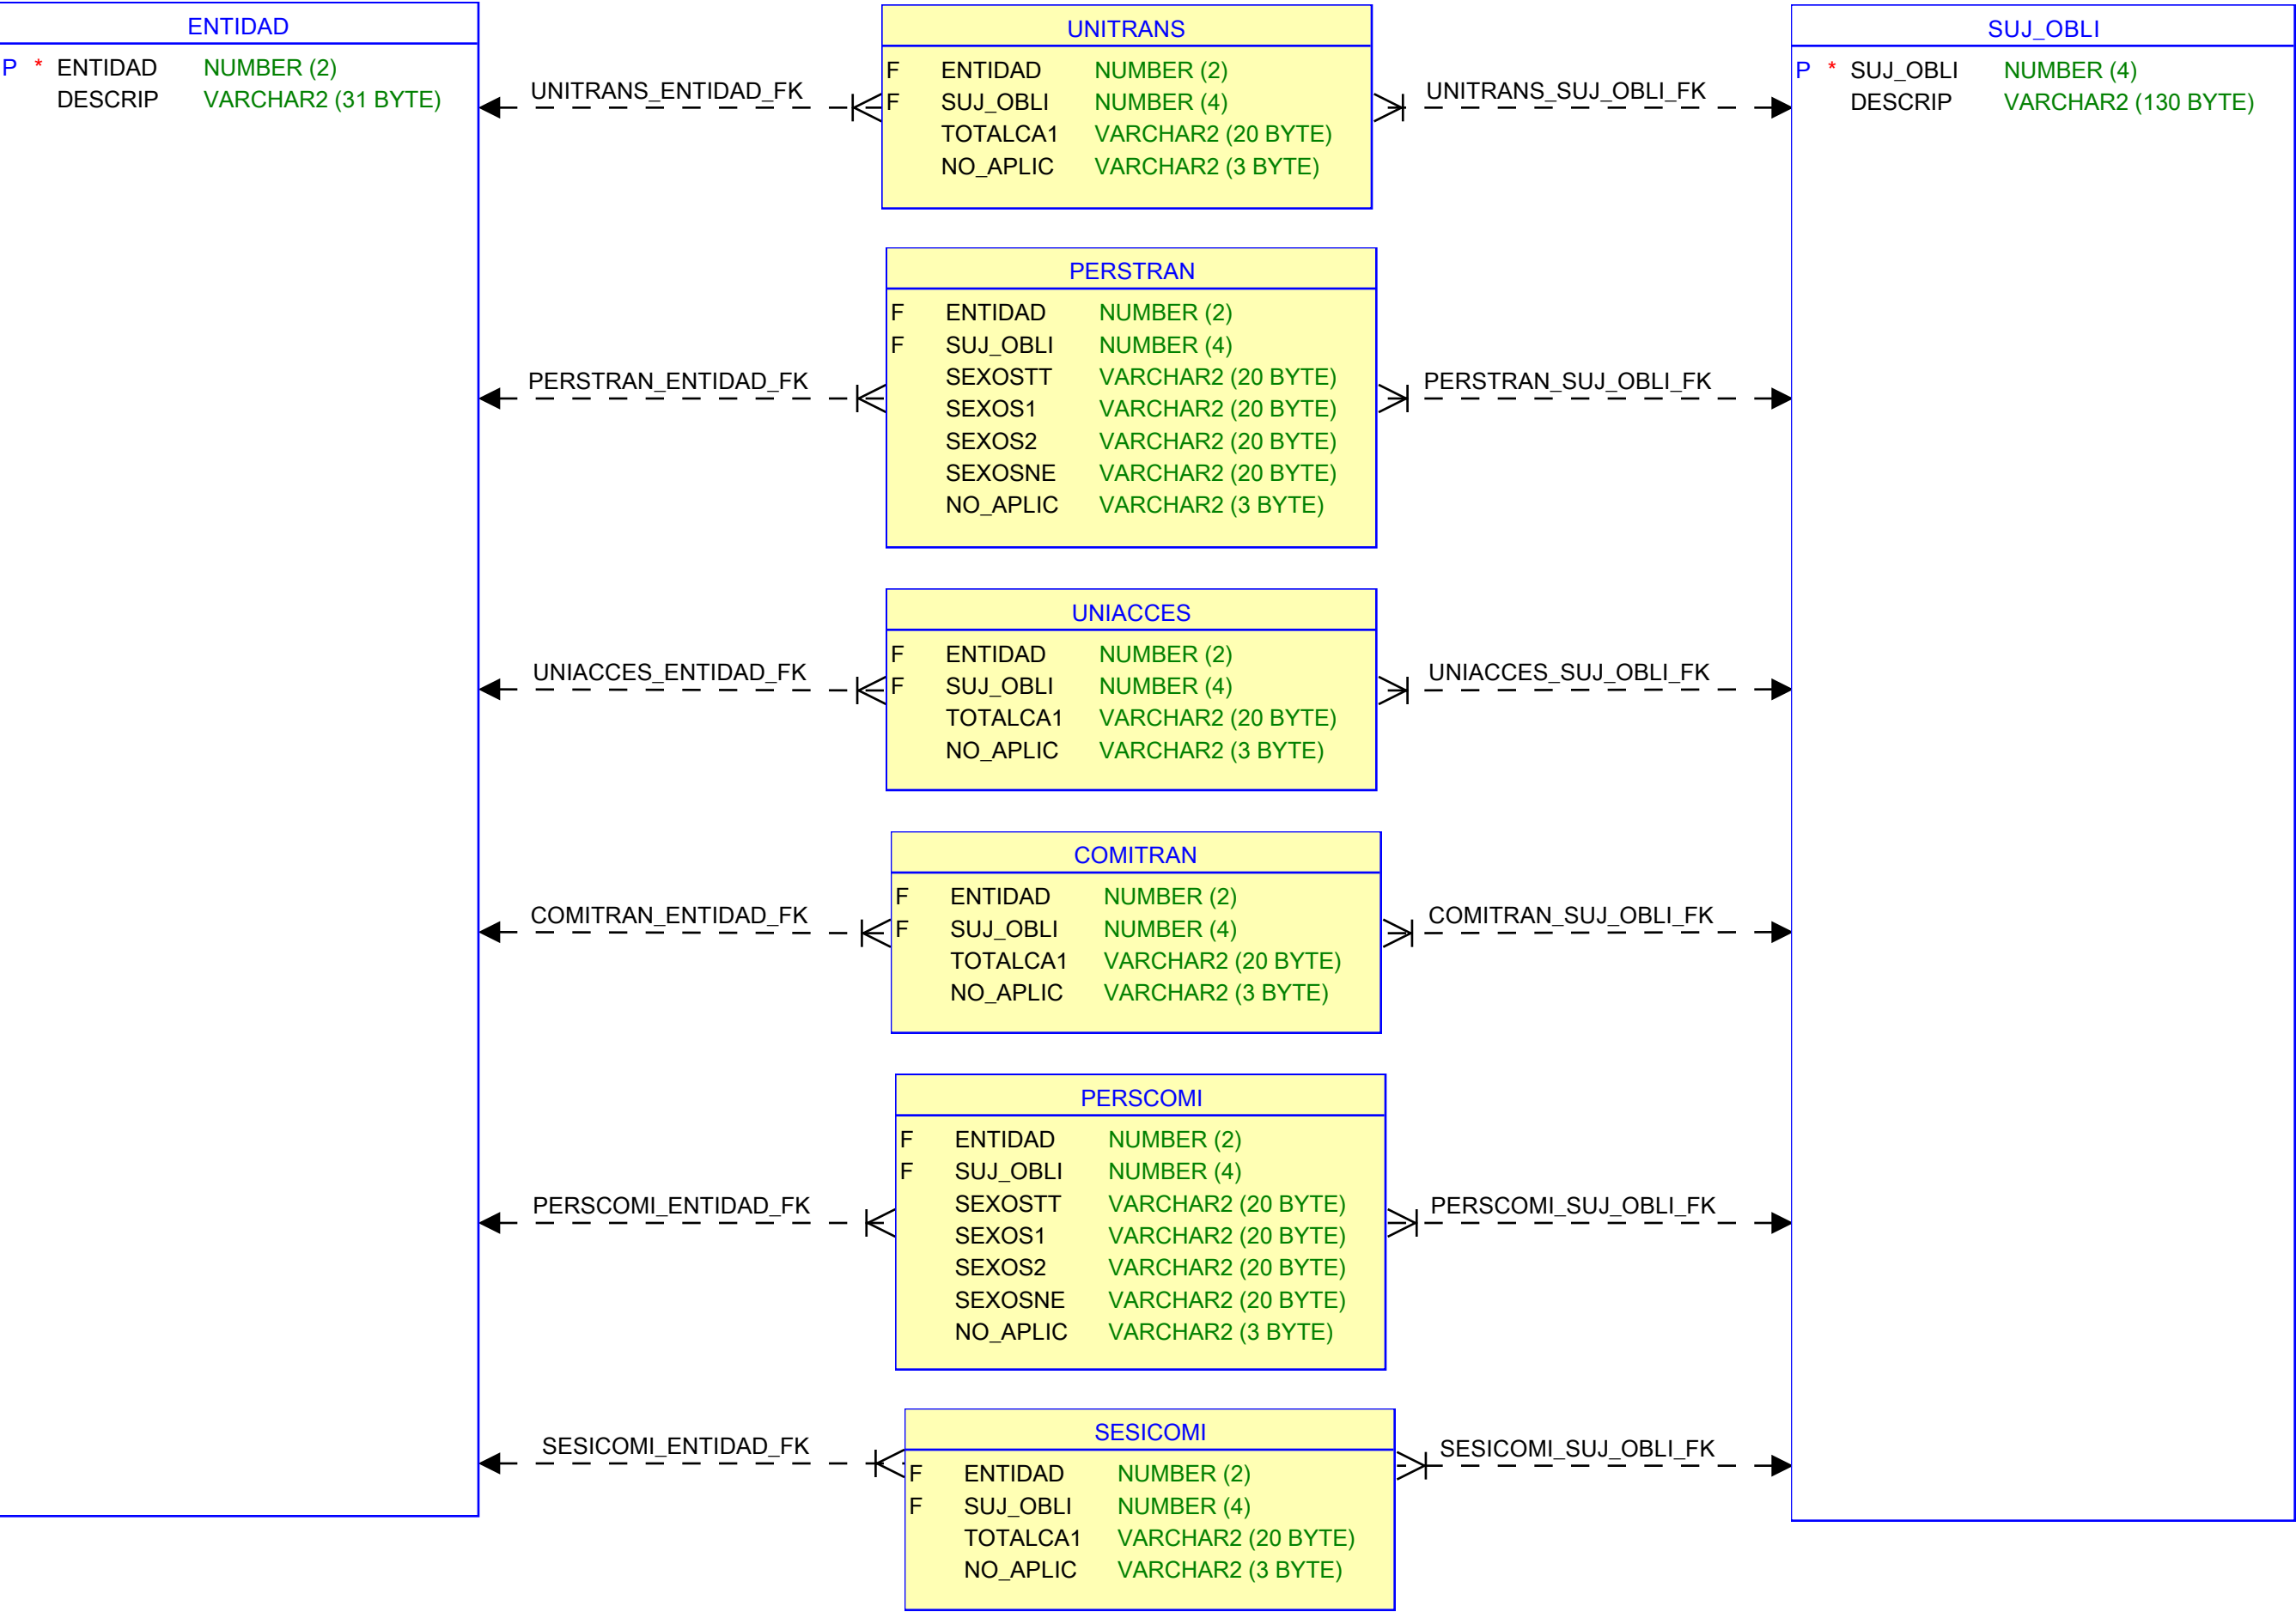 ENTIDAD
P * ENTIDAD NUMBER (2)
DESCRIP VARCHAR2 (31 BYTE)
UNITRANS_ENTIDAD_FK
UNITRANS
F ENTIDAD NUMBER (2)
F SUJ_OBLI NUMBER (4)
TOTALCA1 VARCHAR2 (20 BYTE)
NO_APLIC VARCHAR2 (3 BYTE)
UNITRANS_SUJ_OBLI_FK
SUJ_OBLI
P * SUJ_OBLI NUMBER (4)
DESCRIP VARCHAR2 (130 BYTE)
PERSTRAN_ENTIDAD_FK
PERSTRAN
F ENTIDAD NUMBER (2)
F SUJ_OBLI NUMBER (4)
SEXOSTT VARCHAR2 (20 BYTE)
SEXOS1 VARCHAR2 (20 BYTE)
SEXOS2 VARCHAR2 (20 BYTE)
SEXOSNE VARCHAR2 (20 BYTE)
NO_APLIC VARCHAR2 (3 BYTE)
PERSTRAN_SUJ_OBLI_FK
UNIACCES_ENTIDAD_FK
UNIACCES
F ENTIDAD NUMBER (2)
F SUJ_OBLI NUMBER (4)
TOTALCA1 VARCHAR2 (20 BYTE)
NO_APLIC VARCHAR2 (3 BYTE)
UNIACCES_SUJ_OBLI_FK
COMITRAN_ENTIDAD_FK
COMITRAN
F ENTIDAD NUMBER (2)
F SUJ_OBLI NUMBER (4)
TOTALCA1 VARCHAR2 (20 BYTE)
NO_APLIC VARCHAR2 (3 BYTE)
COMITRAN_SUJ_OBLI_FK
PERSCOMI_ENTIDAD_FK
PERSCOMI
F ENTIDAD NUMBER (2)
F SUJ_OBLI NUMBER (4)
SEXOSTT VARCHAR2 (20 BYTE)
SEXOS1 VARCHAR2 (20 BYTE)
SEXOS2 VARCHAR2 (20 BYTE)
SEXOSNE VARCHAR2 (20 BYTE)
NO_APLIC VARCHAR2 (3 BYTE)
PERSCOMI_SUJ_OBLI_FK
SESICOMI_ENTIDAD_FK
SESICOMI
F ENTIDAD NUMBER (2)
F SUJ_OBLI NUMBER (4)
TOTALCA1 VARCHAR2 (20 BYTE)
NO_APLIC VARCHAR2 (3 BYTE)
SESICOMI_SUJ_OBLI_FK